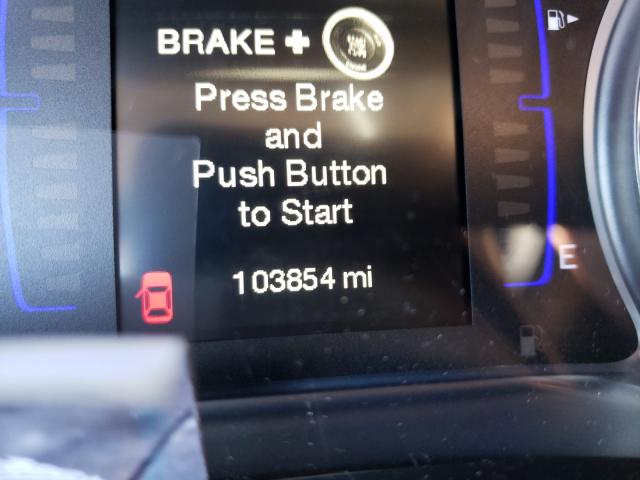 BRAKE +
Press Brake
and
Push Button
to Start
103854 mi
E